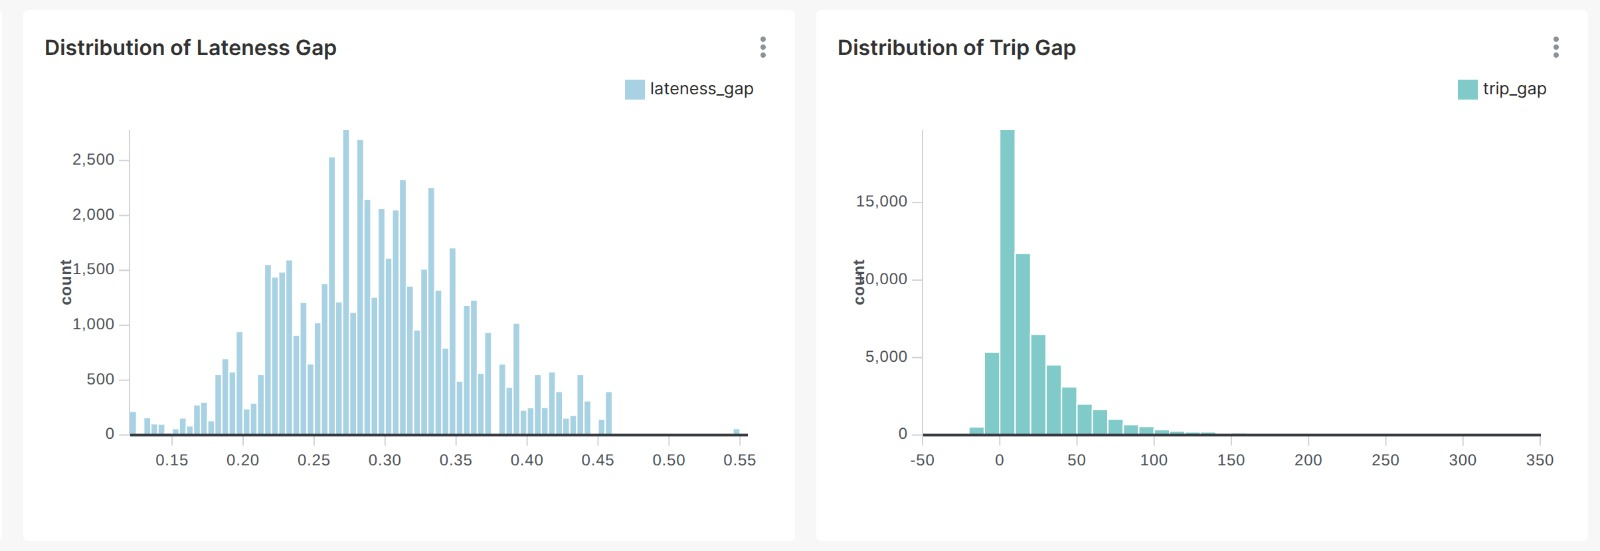 Distribution of Lateness Gap
lateness_gap
count
2,500
2,000
1,500
1,000
500
0
0.15 0.20 0.25 0.30 0.35 0.40 0.45 0.50 0.55
Distribution of Trip Gap
trip_gap
count
15,000
10,000
5,000
0
-50 0 50 100 150 200 250 300 350